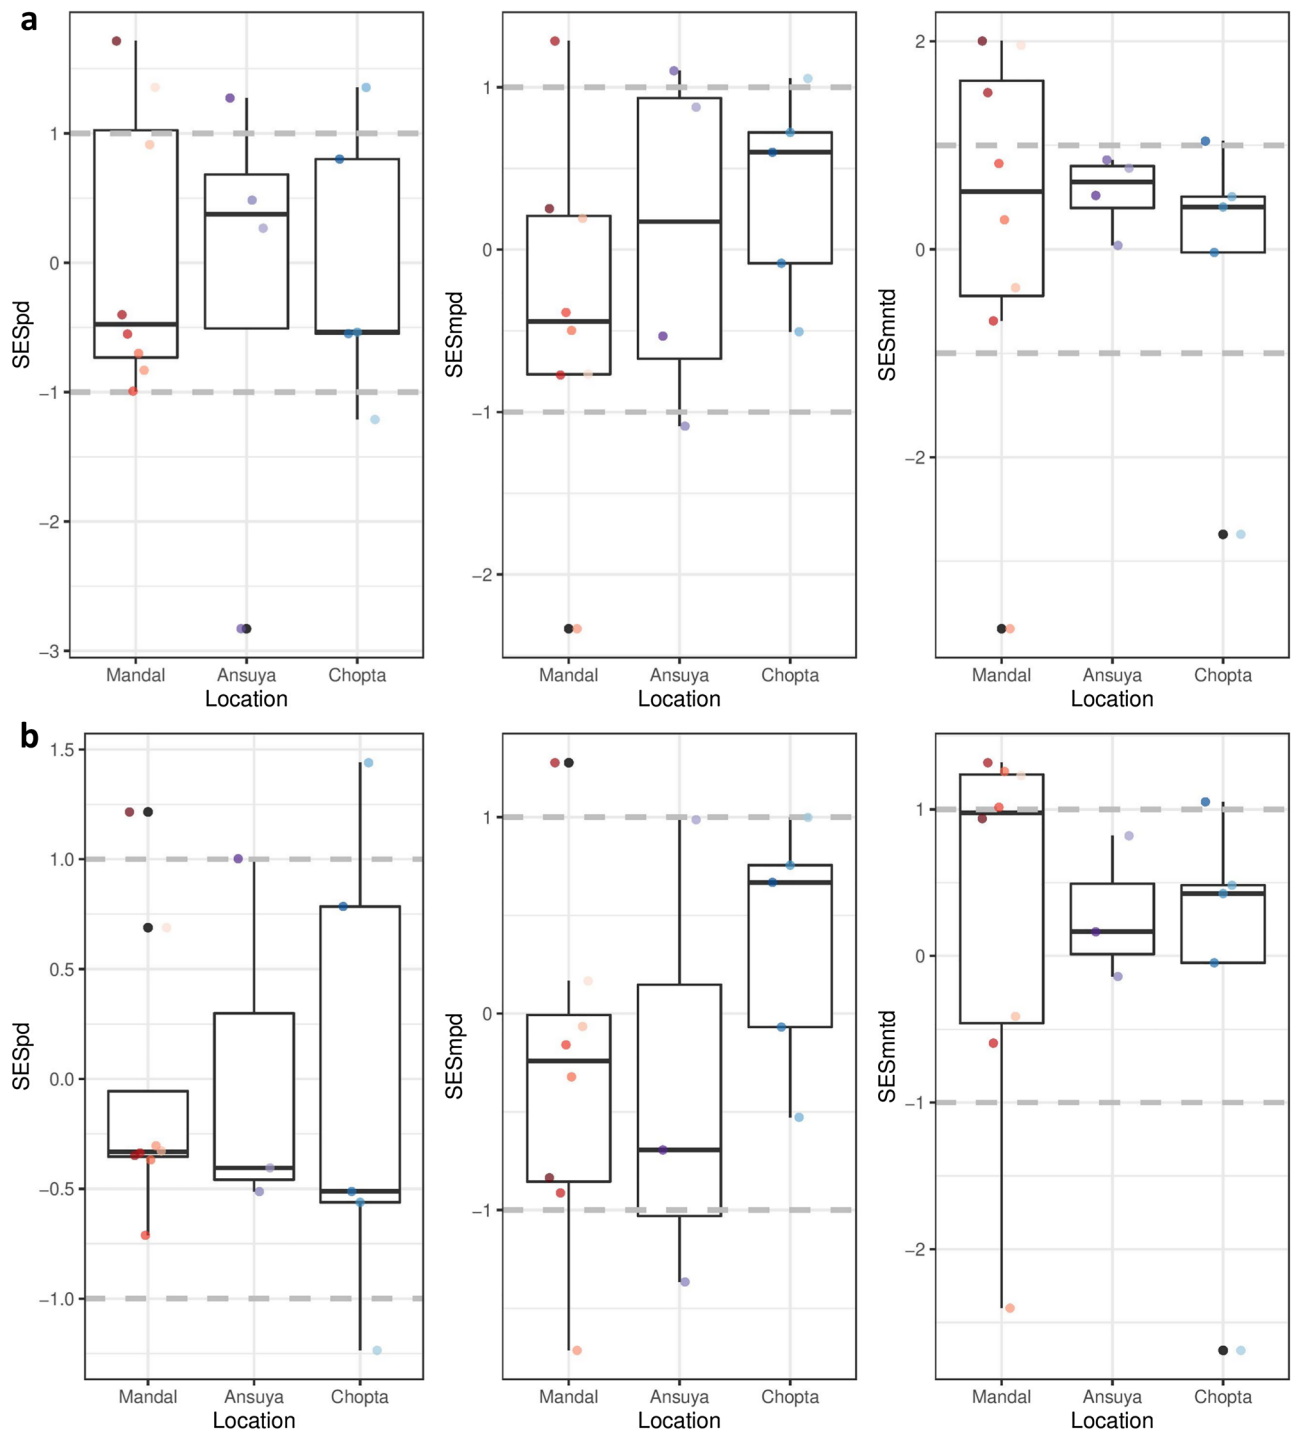 a
SESpd
1
0
−1
−2
−3
Mandal Ansuya Chopta
Location
SESmpd
1
0
−1
−2
Mandal Ansuya Chopta
Location
SESmntd
2
0
−2
Mandal Ansuya Chopta
Location
b
SESpd
1.5
1.0
0.5
0.0
−0.5
−1.0
Mandal Ansuya Chopta
Location
SESmpd
1
0
−1
Mandal Ansuya Chopta
Location
SESmntd
1
0
−1
−2
Mandal Ansuya Chopta
Location